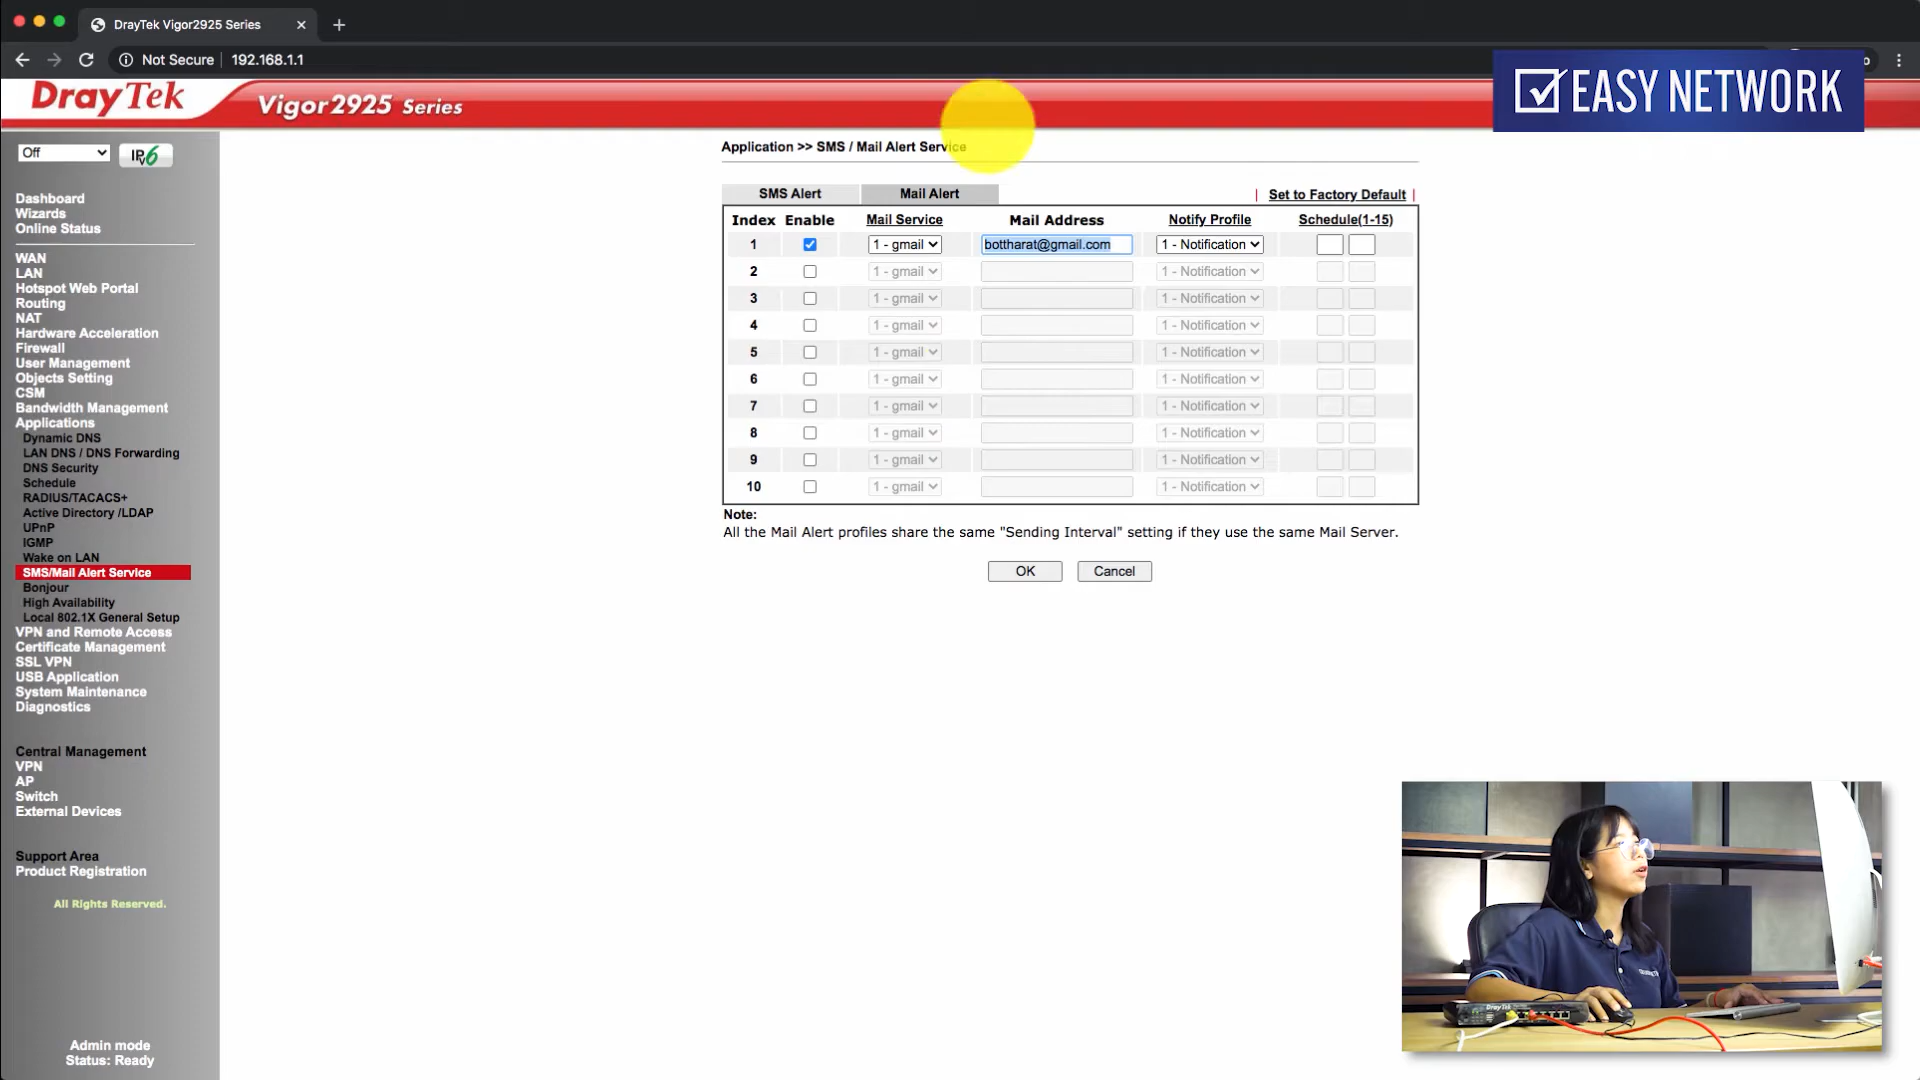 DrayTek Vigor2925 Series
Not Secure 192.168.1.1
EASY NETWORK
DrayTek Vigor2925 Series
Off IPv6
Dashboard
Wizards
Online Status
WAN
LAN
Hotspot Web Portal
Routing
NAT
Hardware Acceleration
Firewall
User Management
Objects Setting
CSM
Bandwidth Management
Applications
Dynamic DNS
LAN DNS / DNS Forwarding
DNS Security
Schedule
RADIUS/TACACS+
Active Directory /LDAP
UPnP
IGMP
Wake on LAN
SMS/Mail Alert Service
Bonjour
High Availability
Local 802.1X General Setup
VPN and Remote Access
Certificate Management
SSL VPN
USB Application
System Maintenance
Diagnostics
Central Management
VPN
AP
Switch
External Devices
Support Area
Product Registration
All Rights Reserved.
Admin mode
Status: Ready
Application >> SMS / Mail Alert Service
SMS Alert Mail Alert | Set to Factory Default |
Index Enable Mail Service Mail Address Notify Profile Schedule(1-15)
1 1 - gmail bottharat@gmail.com 1 - Notification
2 1 - gmail 1 - Notification
3 1 - gmail 1 - Notification
4 1 - gmail 1 - Notification
5 1 - gmail 1 - Notification
6 1 - gmail 1 - Notification
7 1 - gmail 1 - Notification
8 1 - gmail 1 - Notification
9 1 - gmail 1 - Notification
10 1 - gmail 1 - Notification
Note:
All the Mail Alert profiles share the same "Sending Interval" setting if they use the same Mail Server.
OK Cancel
DrayTek